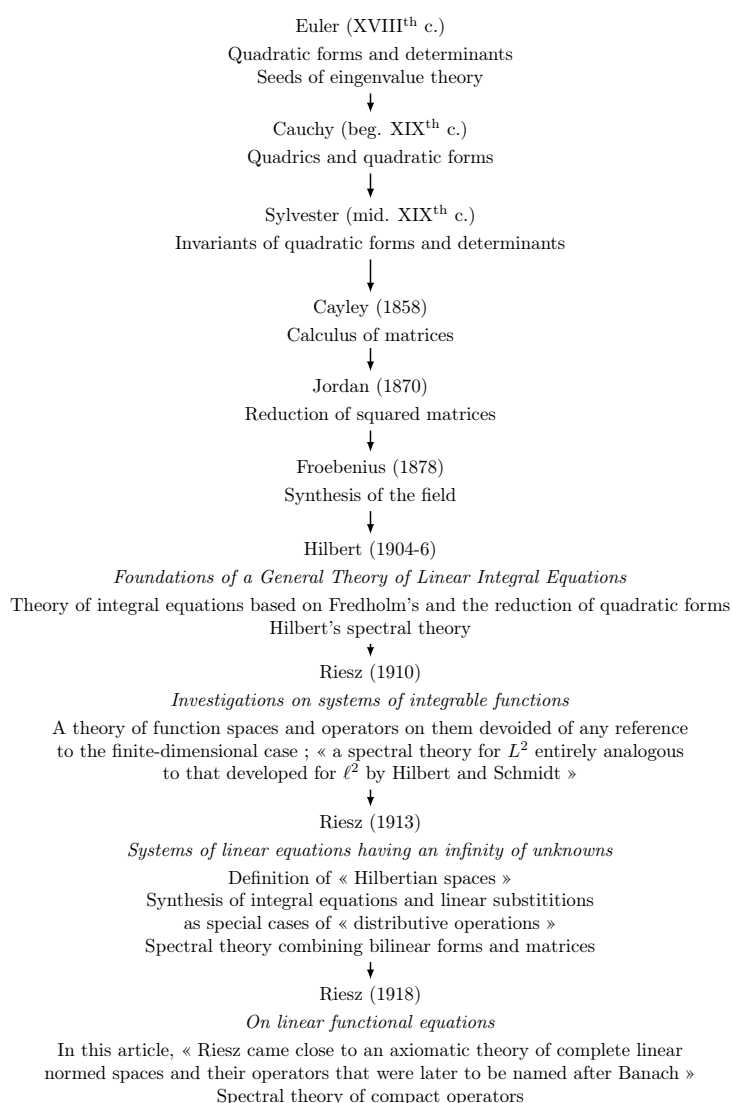 Euler (XVIIIth c.)
Quadratic forms and determinants
Seeds of eingenvalue theory
Cauchy (beg. XIXth c.)
Quadrics and quadratic forms
Sylvester (mid. XIXth c.)
Invariants of quadratic forms and determinants
Cayley (1858)
Calculus of matrices
Jordan (1870)
Reduction of squared matrices
Froebenius (1878)
Synthesis of the field
Hilbert (1904-6)
Foundations of a General Theory of Linear Integral Equations
Theory of integral equations based on Fredholm's and the reduction of quadratic forms
Hilbert's spectral theory
Riesz (1910)
Investigations on systems of integrable functions
A theory of function spaces and operators on them devoided of any reference
to the finite-dimensional case ; « a spectral theory for L² entirely analogous
to that developed for ℓ² by Hilbert and Schmidt »
Riesz (1913)
Systems of linear equations having an infinity of unknowns
Definition of « Hilbertian spaces »
Synthesis of integral equations and linear substititions
as special cases of « distributive operations »
Spectral theory combining bilinear forms and matrices
Riesz (1918)
On linear functional equations
In this article, « Riesz came close to an axiomatic theory of complete linear
normed spaces and their operators that were later to be named after Banach »
Spectral theory of compact operators